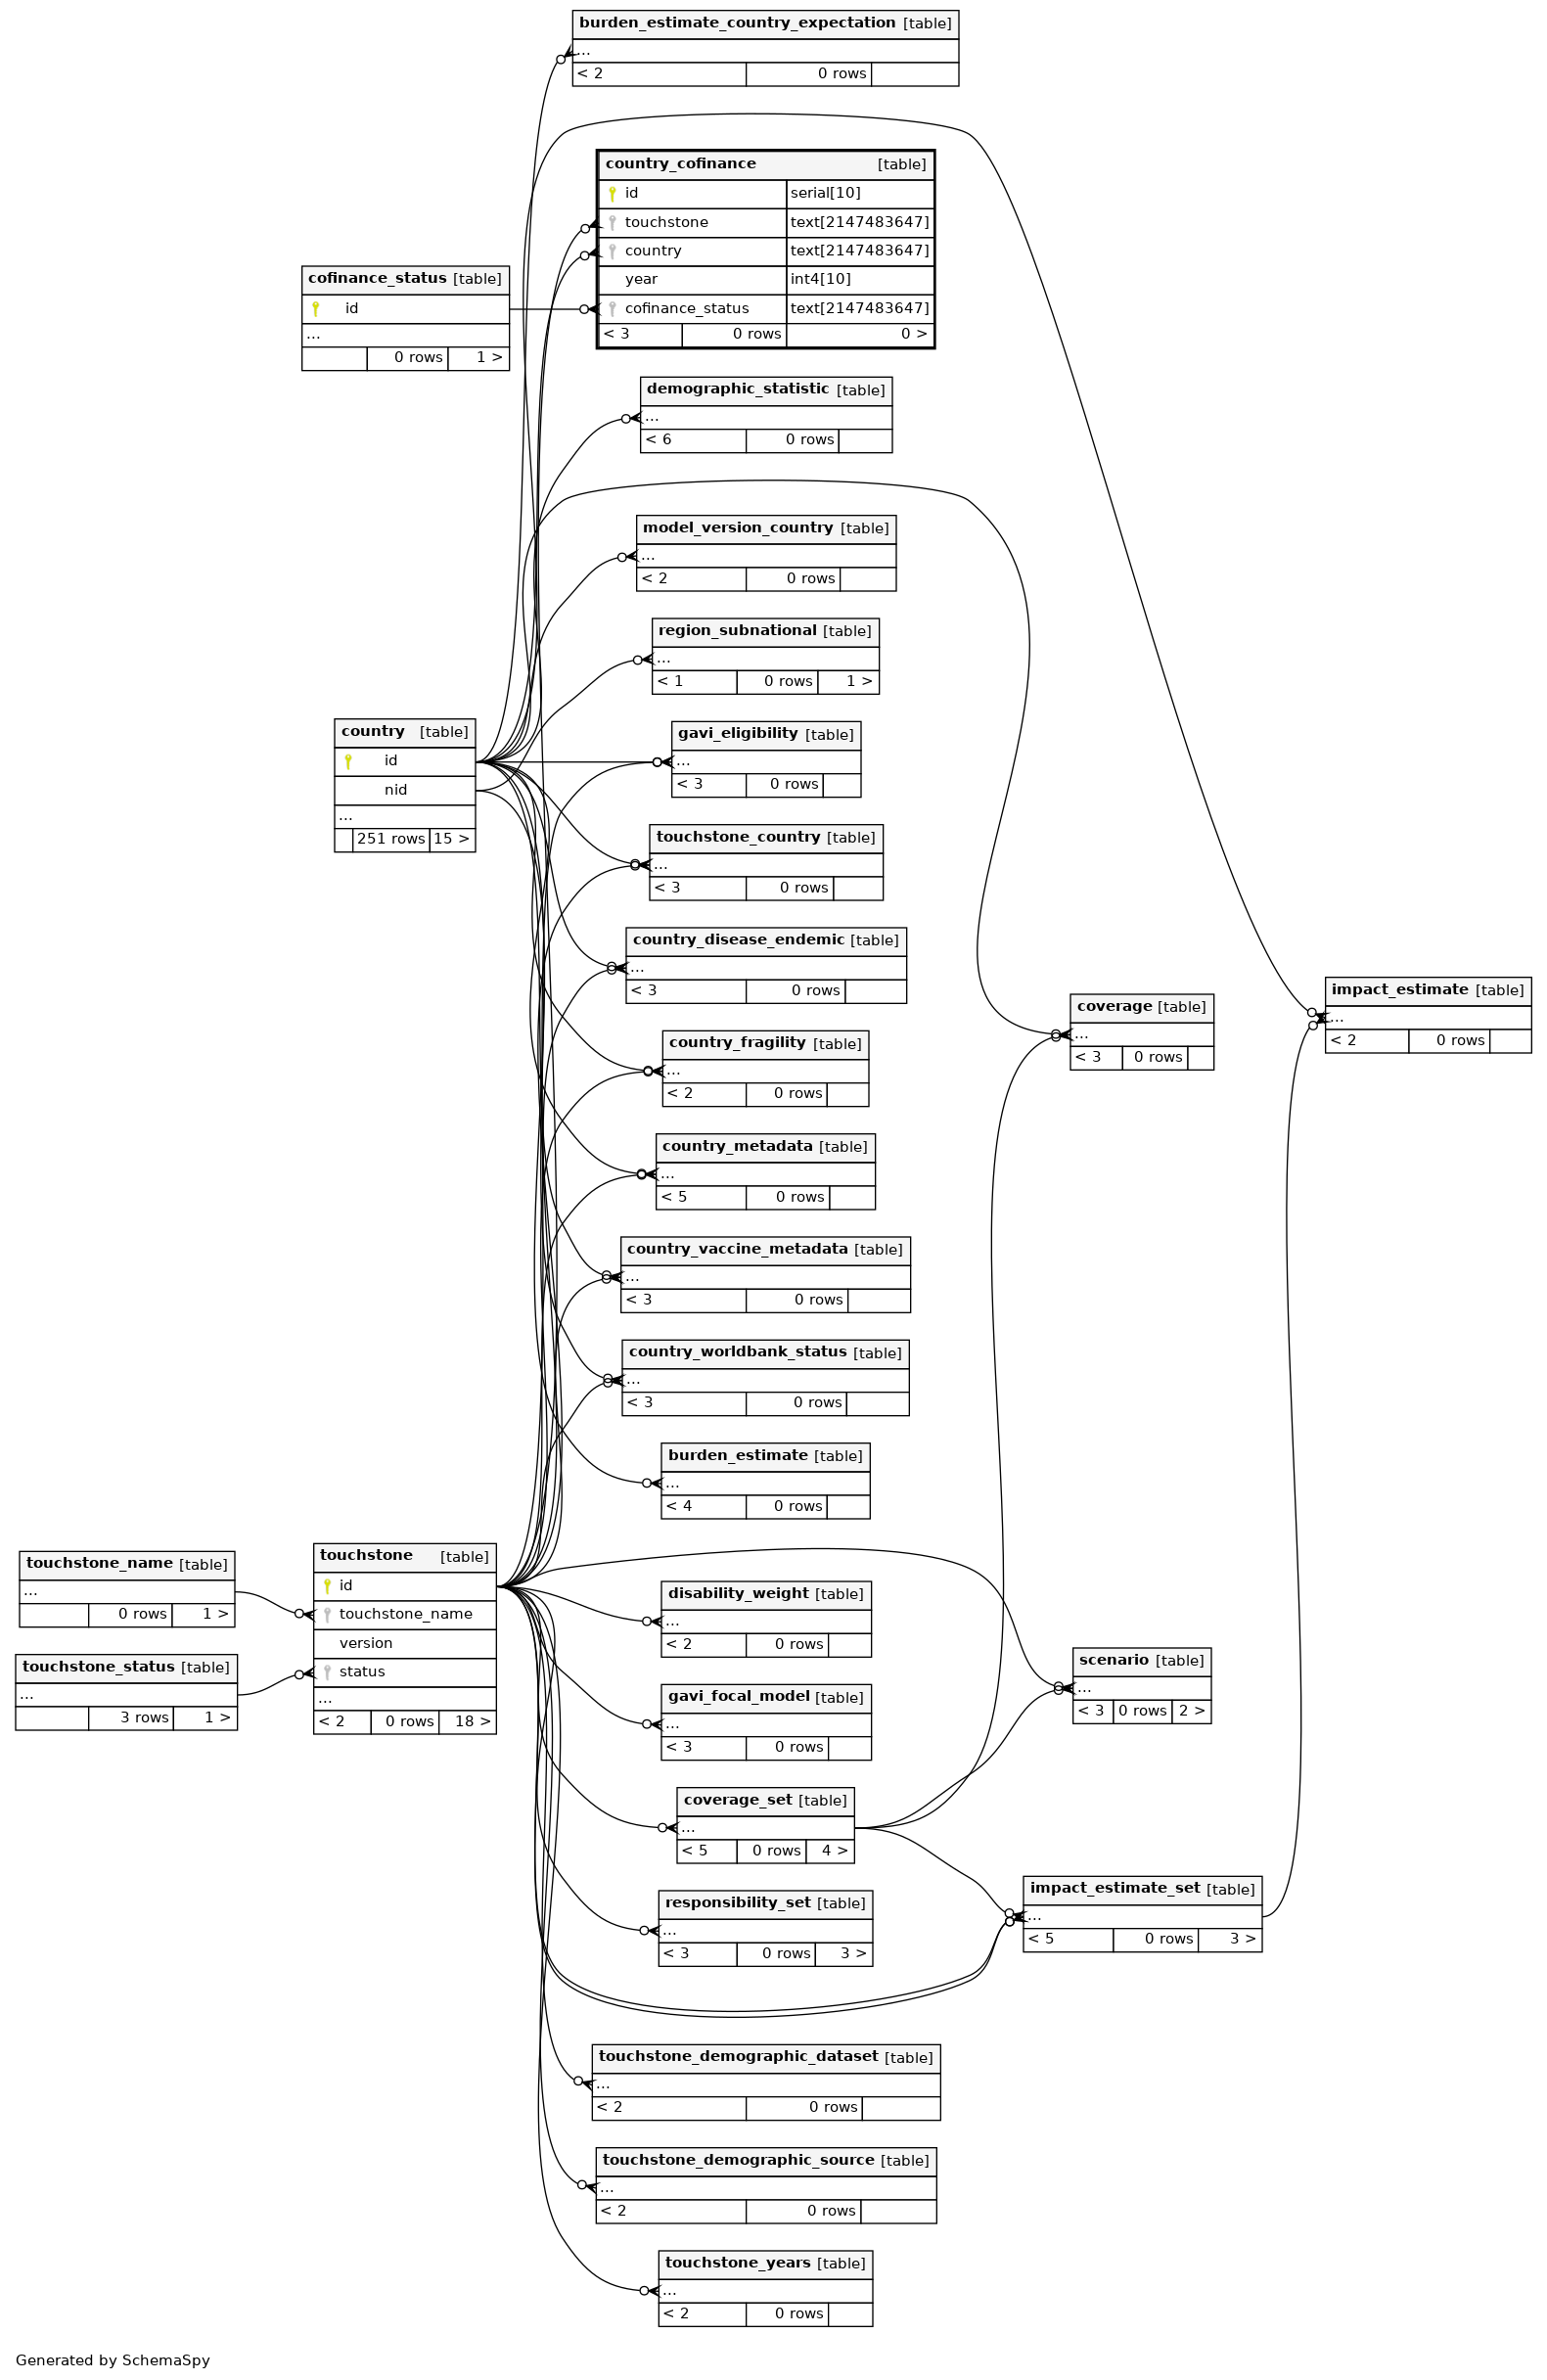 burden_estimate_country_expectation [table]
...
< 2 0 rows
country_cofinance [table]
id serial[10]
touchstone text[2147483647]
country text[2147483647]
year int4[10]
cofinance_status text[2147483647]
< 3 0 rows 0 >
cofinance_status [table]
id
...
0 rows 1 >
demographic_statistic [table]
...
< 6 0 rows
model_version_country [table]
...
< 2 0 rows
region_subnational [table]
...
< 1 0 rows 1 >
country [table]
id
nid
...
251 rows 15 >
gavi_eligibility [table]
...
< 3 0 rows
touchstone_country [table]
...
< 3 0 rows
country_disease_endemic [table]
...
< 3 0 rows
country_fragility [table]
...
< 2 0 rows
coverage [table]
...
< 3 0 rows
impact_estimate [table]
...
< 2 0 rows
country_metadata [table]
...
< 5 0 rows
country_vaccine_metadata [table]
...
< 3 0 rows
country_worldbank_status [table]
...
< 3 0 rows
burden_estimate [table]
...
< 4 0 rows
touchstone_name [table]
...
0 rows 1 >
touchstone_status [table]
...
3 rows 1 >
touchstone [table]
id
touchstone_name
version
status
...
< 2 0 rows 18 >
disability_weight [table]
...
< 2 0 rows
gavi_focal_model [table]
...
< 3 0 rows
scenario [table]
...
< 3 0 rows 2 >
coverage_set [table]
...
< 5 0 rows 4 >
responsibility_set [table]
...
< 3 0 rows 3 >
impact_estimate_set [table]
...
< 5 0 rows 3 >
touchstone_demographic_dataset [table]
...
< 2 0 rows
touchstone_demographic_source [table]
...
< 2 0 rows
touchstone_years [table]
...
< 2 0 rows
Generated by SchemaSpy